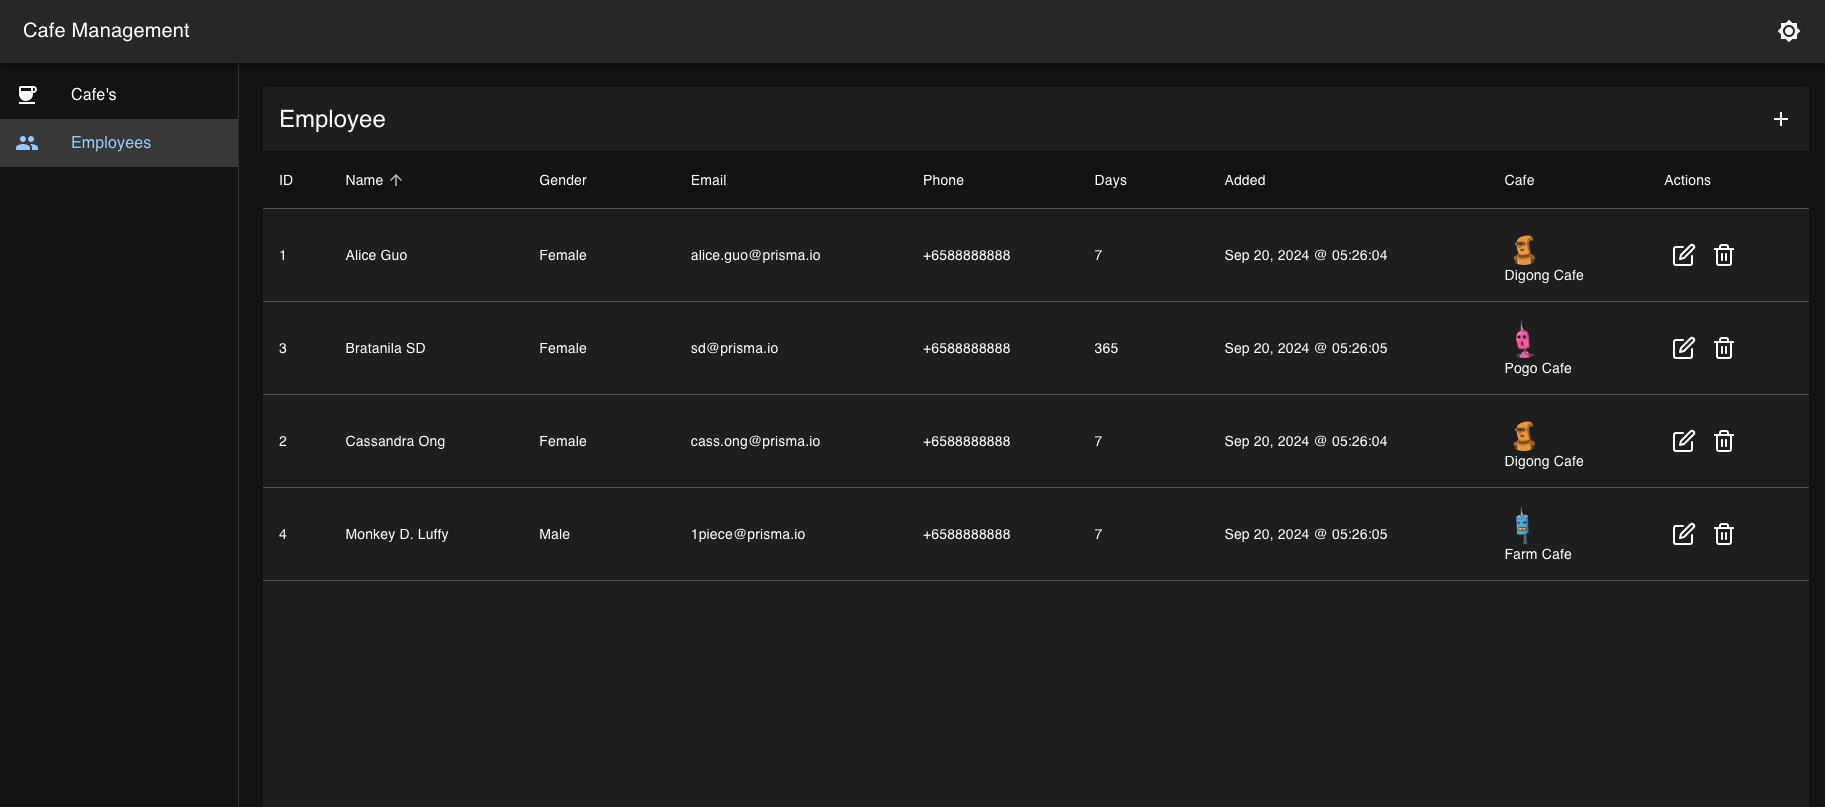 Cafe Management
Cafe's
Employees
Employee
ID Name Gender Email Phone Days Added Cafe Actions
1 Alice Guo Female alice.guo@prisma.io +6588888888 7 Sep 20, 2024 @ 05:26:04 Digong Cafe
3 Bratanila SD Female sd@prisma.io +6588888888 365 Sep 20, 2024 @ 05:26:05 Pogo Cafe
2 Cassandra Ong Female cass.ong@prisma.io +6588888888 7 Sep 20, 2024 @ 05:26:04 Digong Cafe
4 Monkey D. Luffy Male 1piece@prisma.io +6588888888 7 Sep 20, 2024 @ 05:26:05 Farm Cafe